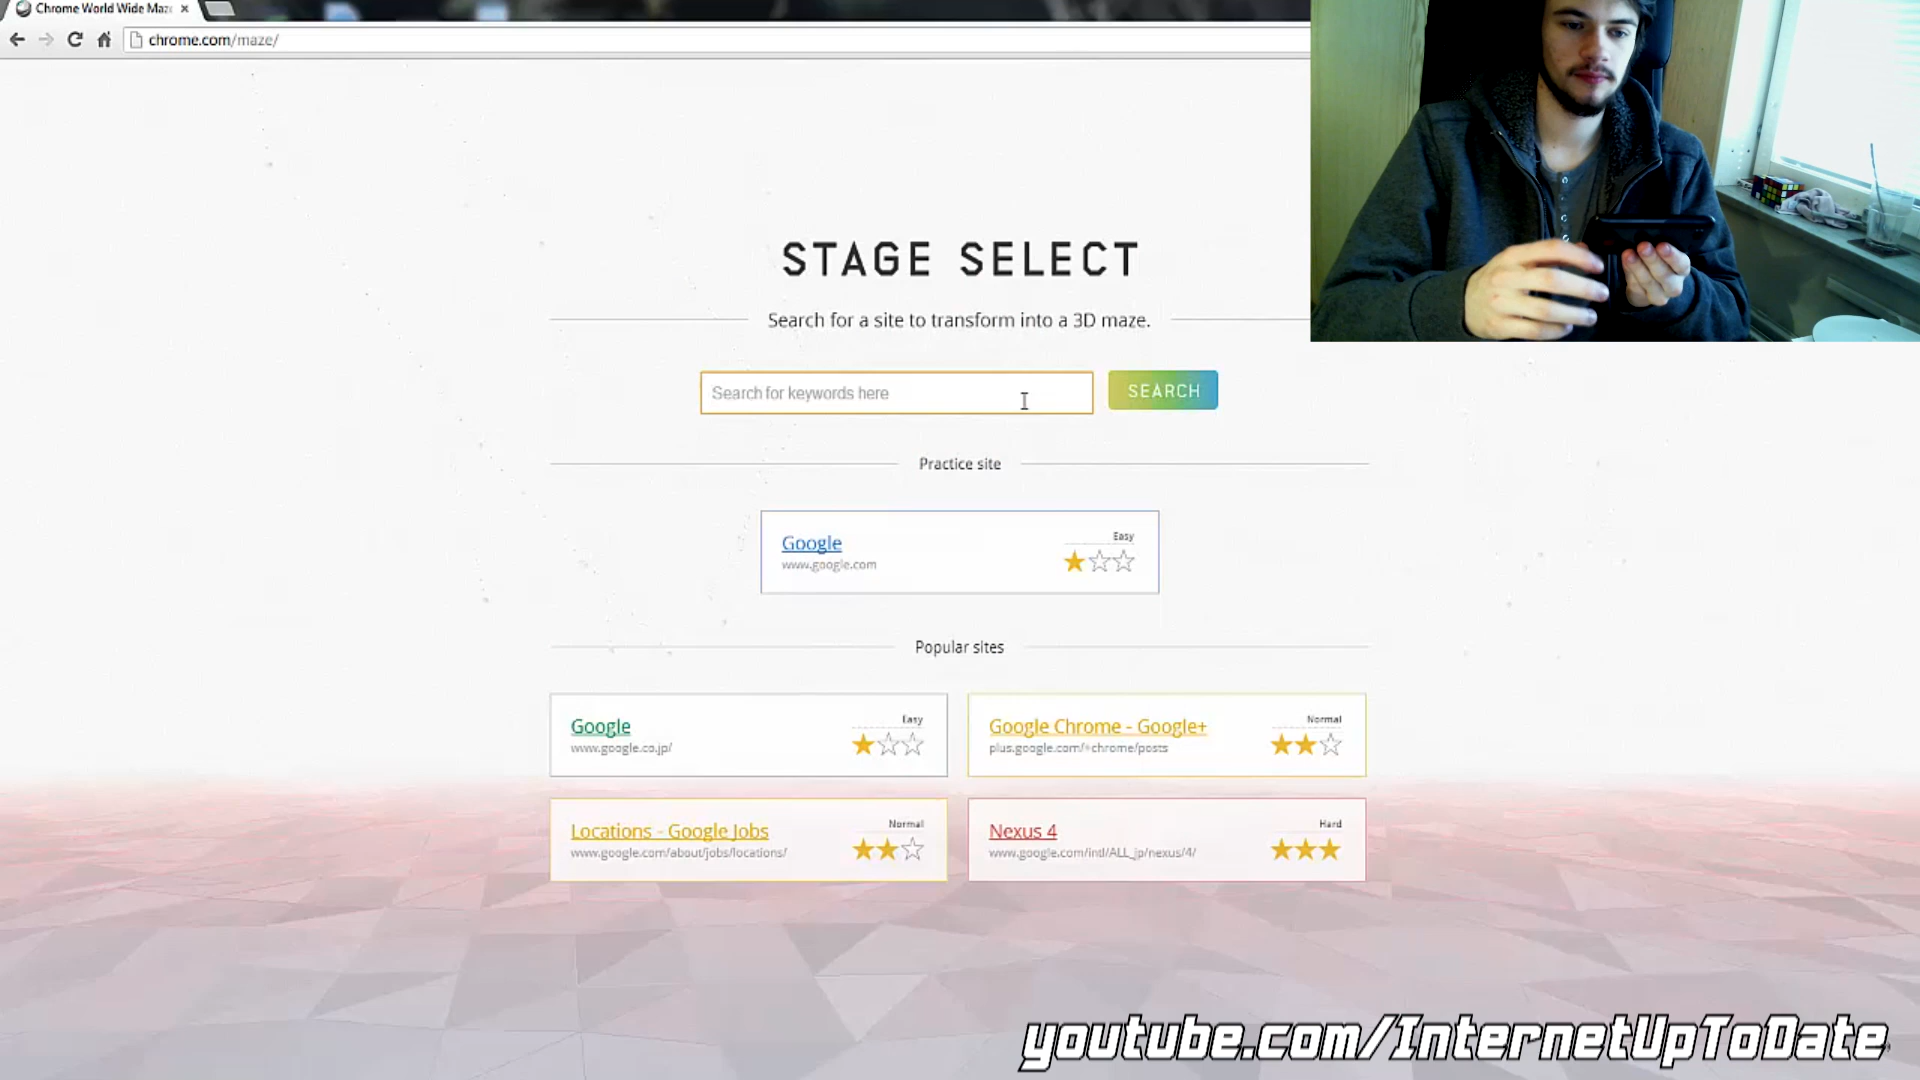 Chrome World Wide Maz
chrome.com/maze/
STAGE SELECT
Search for a site to transform into a 3D maze.
Search for keywords here
SEARCH
Practice site
Google
Easy
www.google.com
Popular sites
Google
Easy
www.google.co.jp/
Google Chrome - Google+
Normal
plus.google.com/+chrome/posts
Locations - Google Jobs
Normal
www.google.com/about/jobs/locations/
Nexus 4
Hard
www.google.com/intl/ALL_jp/nexus/4/
youtube.com/InternetUpToDate